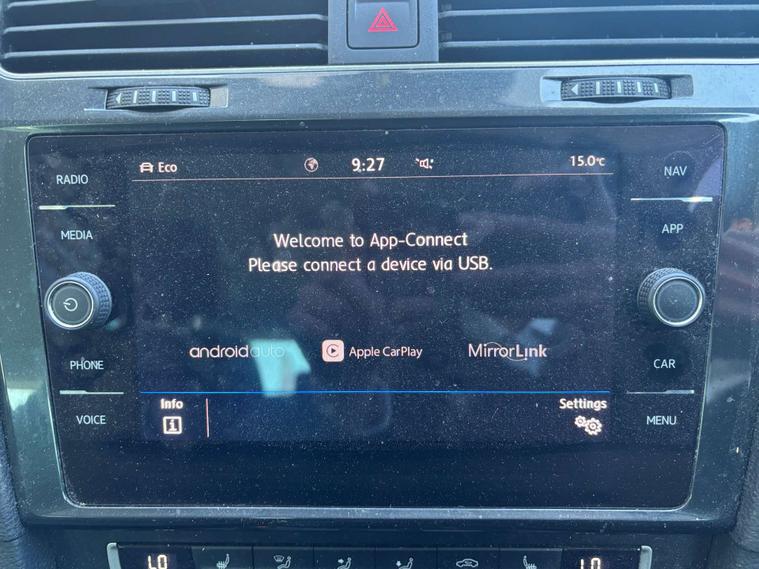 Eco 9:27 15.0°C
RADIO
NAV
MEDIA
APP
Welcome to App-Connect
Please connect a device via USB.
androidauto Apple CarPlay MirrorLink
PHONE
CAR
Info Settings
VOICE
MENU
LO LO